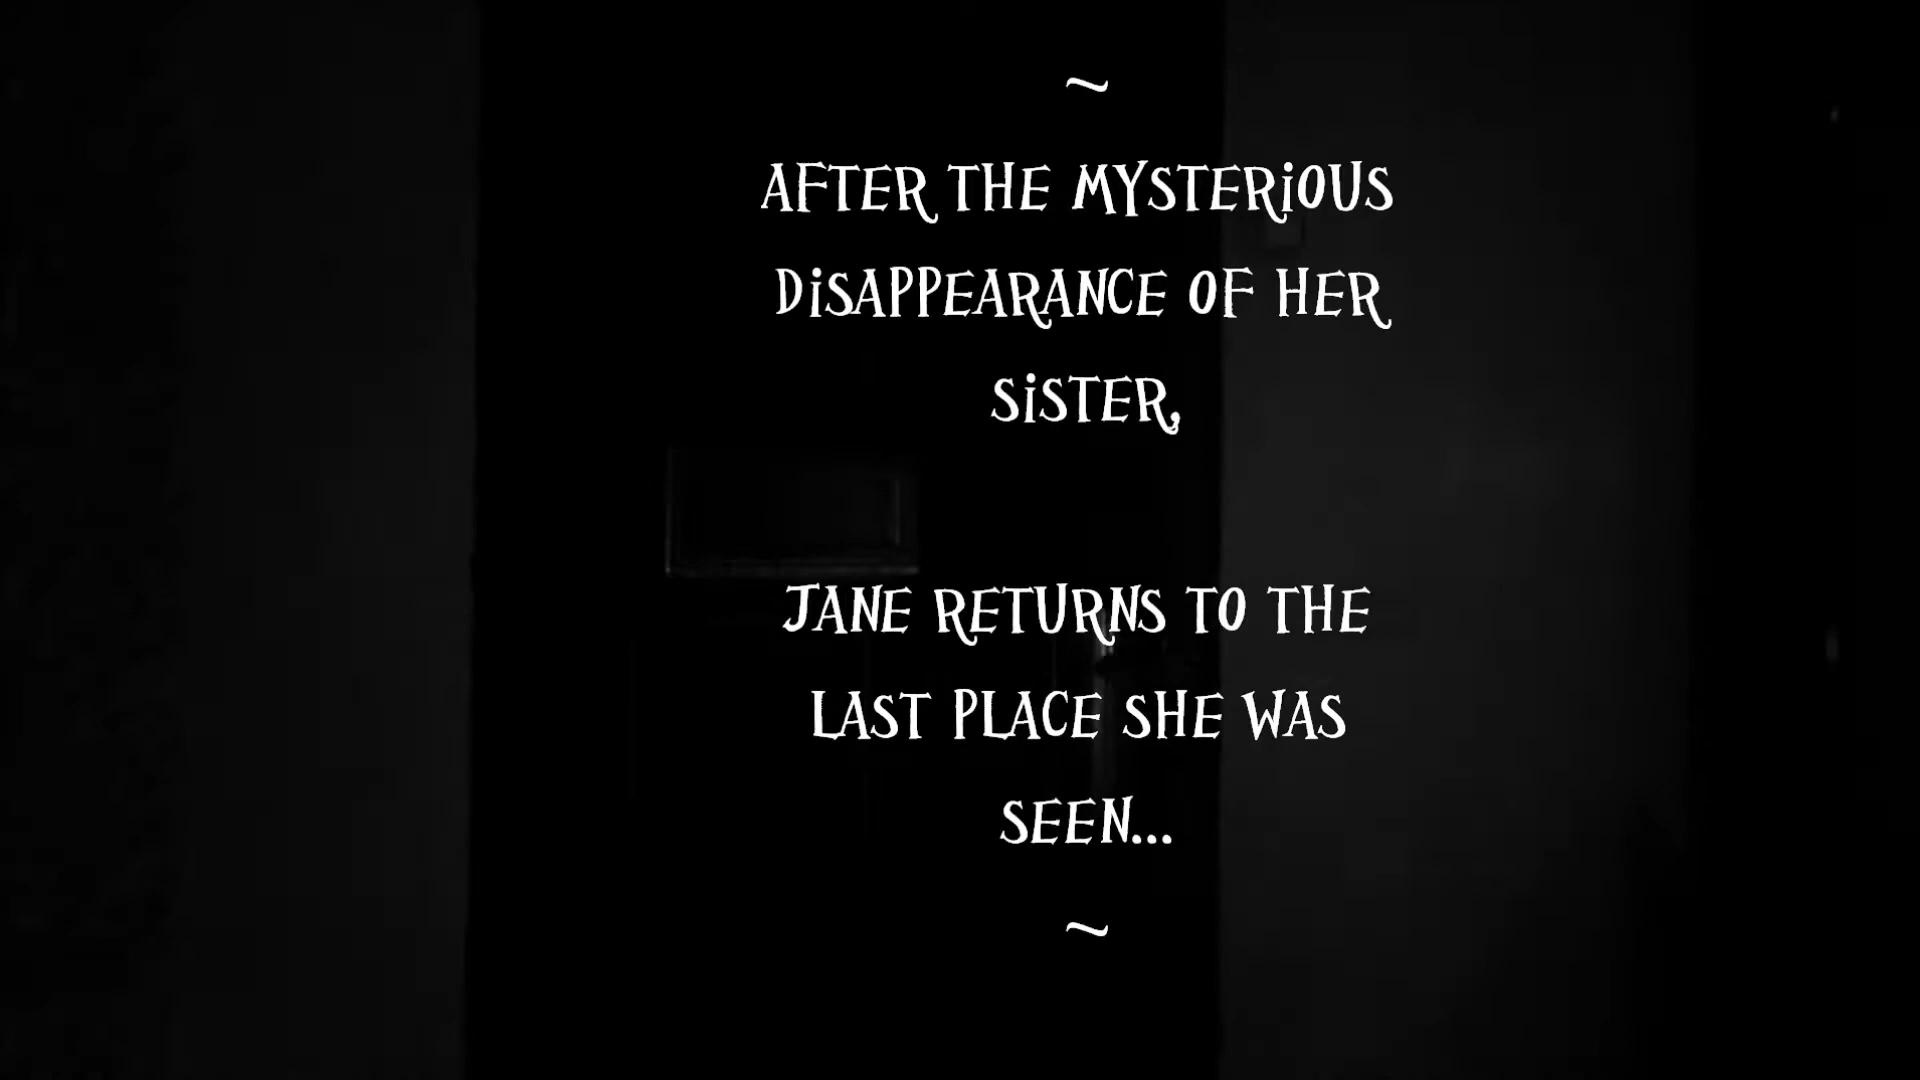 ~
AFTER THE MYSTERiOUS
DiSAPPEARANCE OF HER
SiSTER,
JANE RETURNS TO THE
LAST PLACE SHE WAS
SEEN...
~